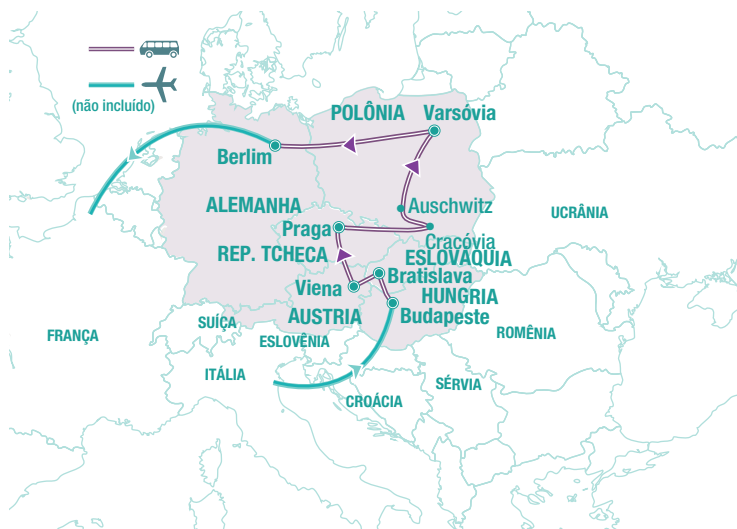 (não incluído)
POLÔNIA
Varsóvia
Berlim
ALEMANHA
Auschwitz
UCRÂNIA
Praga
Cracóvia
REP. TCHECA
ESLOVÁQUIA
Bratislava
Viena
HUNGRIA
AUSTRIA
Budapeste
SUÍÇA
FRANÇA
ESLOVÊNIA
ROMÊNIA
ITÁLIA
SÉRVIA
CROÁCIA